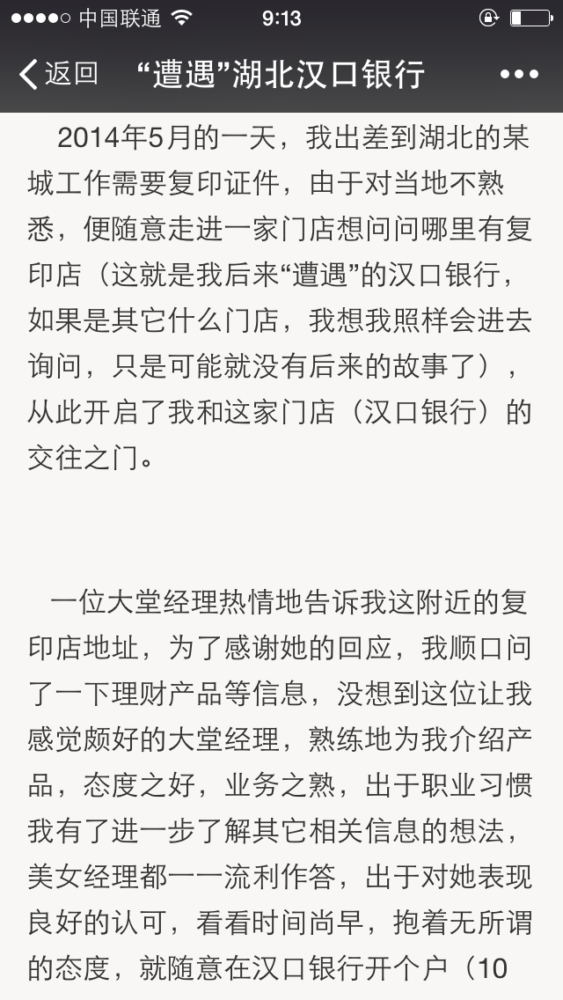 中国联通 9:13
返回 “遭遇”湖北汉口银行
2014年5月的一天，我出差到湖北的某
城工作需要复印证件，由于对当地不熟
悉，便随意走进一家门店想问问哪里有复
印店（这就是我后来“遭遇”的汉口银行，
如果是其它什么门店，我想我照样会进去
询问，只是可能就没有后来的故事了），
从此开启了我和这家门店（汉口银行）的
交往之门。
一位大堂经理热情地告诉我这附近的复
印店地址，为了感谢她的回应，我顺口问
了一下理财产品等信息，没想到这位让我
感觉颇好的大堂经理，熟练地为我介绍产
品，态度之好，业务之熟，出于职业习惯
我有了进一步了解其它相关信息的想法，
美女经理都一一流利作答，出于对她表现
良好的认可，看看时间尚早，抱着无所谓
的态度，就随意在汉口银行开个户（10